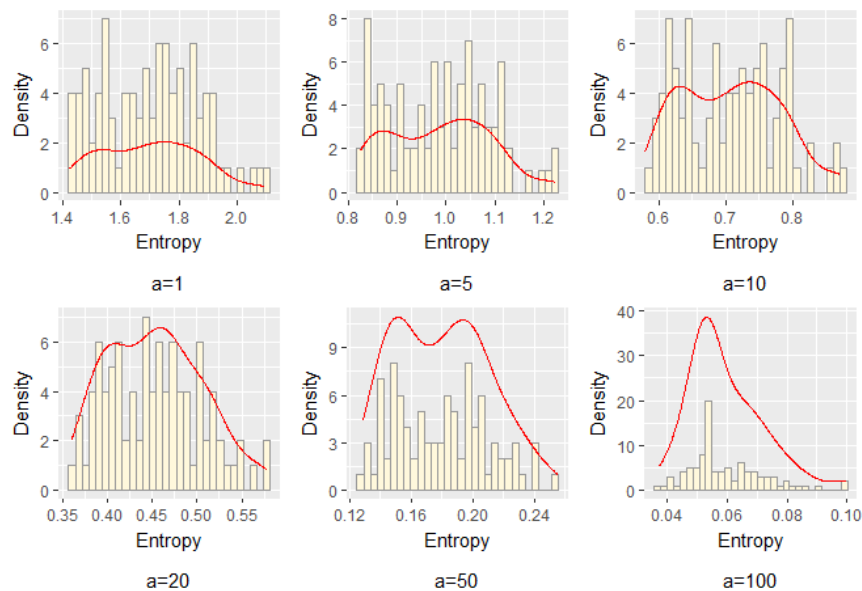 Density
6
4
2
0
1.4
1.6
1.8
2.0
Entropy
a=1
Density
8
6
4
2
0
0.8
0.9
1.0
1.1
1.2
Entropy
a=5
Density
6
4
2
0
0.6
0.7
0.8
Entropy
a=10
Density
6
4
2
0
0.35
0.40
0.45
0.50
0.55
Entropy
a=20
Density
9
6
3
0
0.12
0.16
0.20
0.24
Entropy
a=50
Density
40
30
20
10
0
0.04
0.06
0.08
0.10
Entropy
a=100